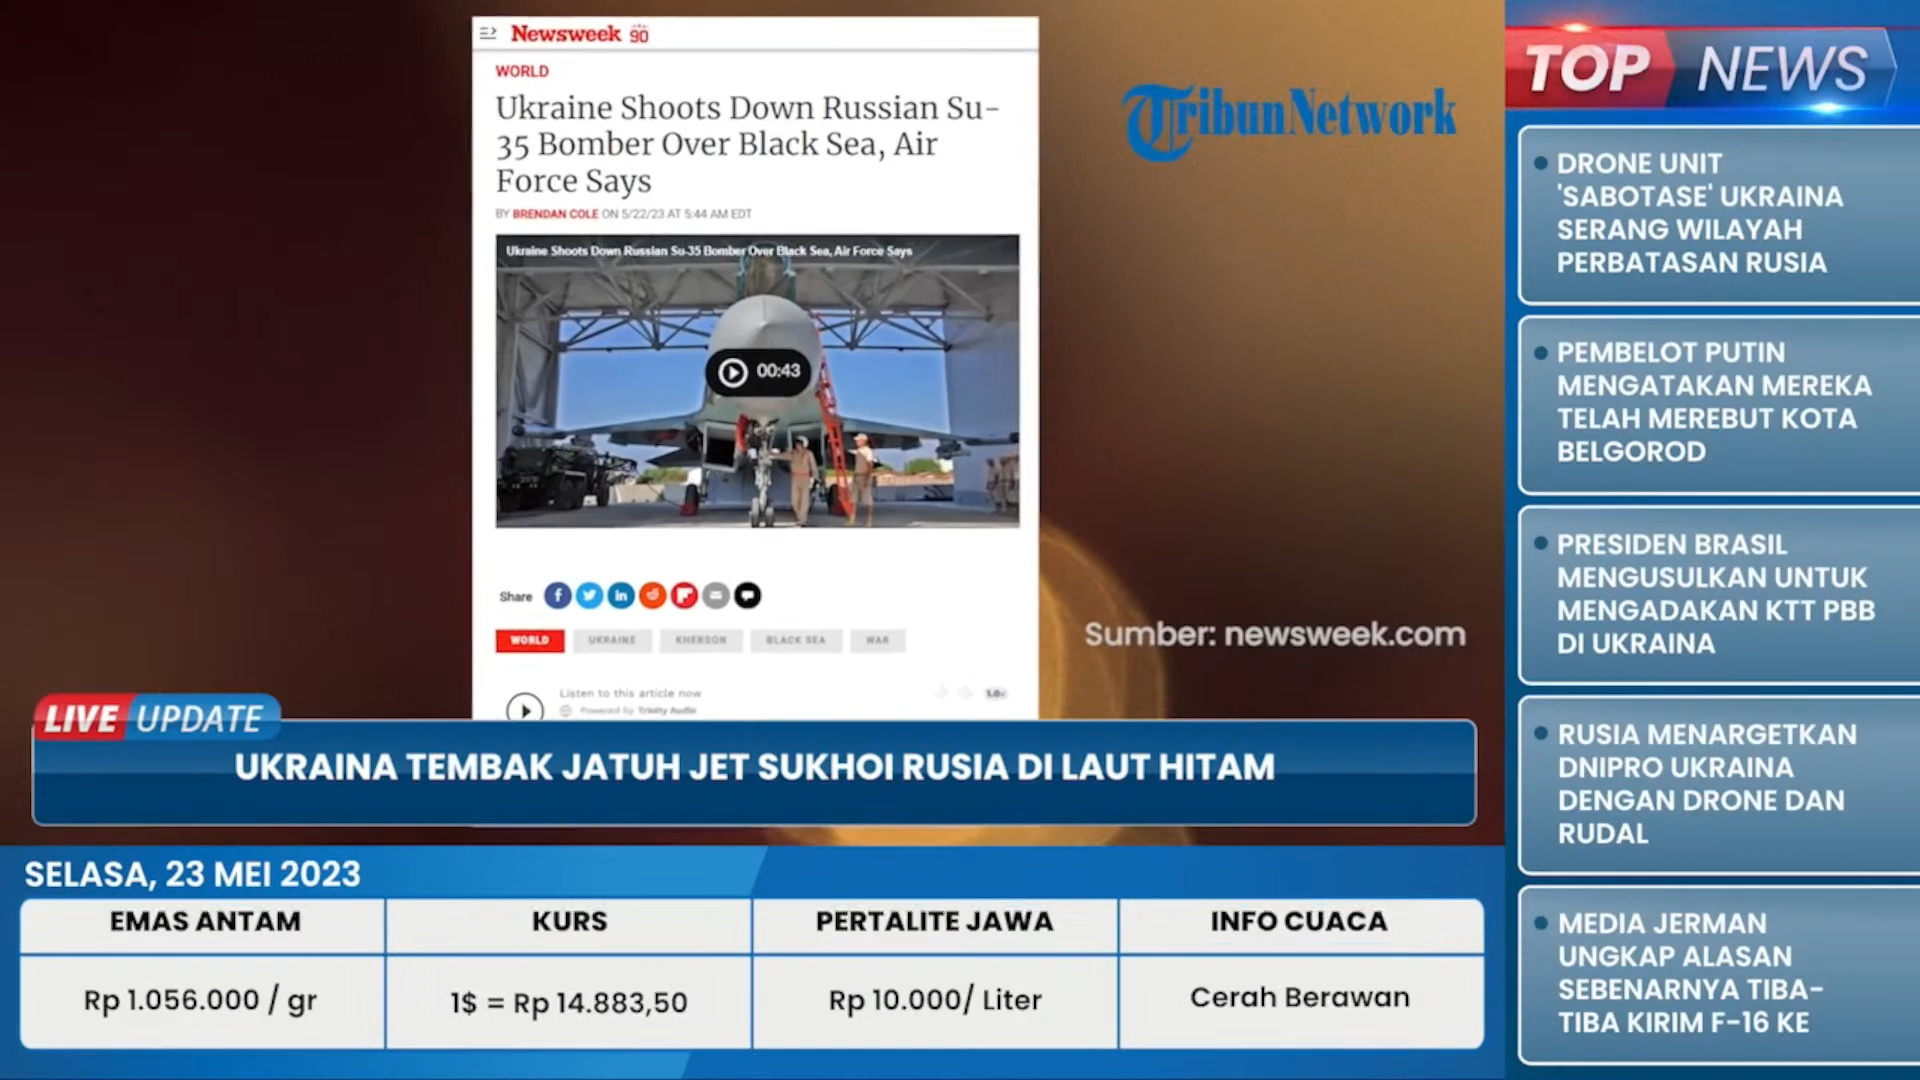 Newsweek 90
WORLD
Ukraine Shoots Down Russian Su-
35 Bomber Over Black Sea, Air
Force Says
BY BRENDAN COLE ON 5/22/23 AT 5:44 AM EDT
Ukraine Shoots Down Russian Su-35 Bomber Over Black Sea, Air Force Says
00:43
Share
WORLD
UKRAINE
KHERSON
BLACK SEA
WAR
Listen to this article now
Powered by Trinity Audio
1.0x
TribunNetwork
Sumber: newsweek.com
LIVE UPDATE
UKRAINA TEMBAK JATUH JET SUKHOI RUSIA DI LAUT HITAM
SELASA, 23 MEI 2023
EMAS ANTAM
KURS
PERTALITE JAWA
INFO CUACA
Rp 1.056.000 / gr
1$ = Rp 14.883,50
Rp 10.000/ Liter
Cerah Berawan
TOP NEWS
DRONE UNIT
'SABOTASE' UKRAINA
SERANG WILAYAH
PERBATASAN RUSIA
PEMBELOT PUTIN
MENGATAKAN MEREKA
TELAH MEREBUT KOTA
BELGOROD
PRESIDEN BRASIL
MENGUSULKAN UNTUK
MENGADAKAN KTT PBB
DI UKRAINA
RUSIA MENARGETKAN
DNIPRO UKRAINA
DENGAN DRONE DAN
RUDAL
MEDIA JERMAN
UNGKAP ALASAN
SEBENARNYA TIBA-
TIBA KIRIM F-16 KE